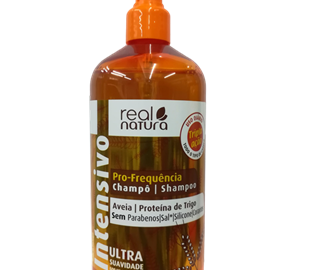 real
natura
Intensivo
Pro-Frequência
Champô | Shampoo
Aveia | Proteína de Trigo
Sem Parabenos|Sal*|Silicone|
ULTRA
SUAVIDADE